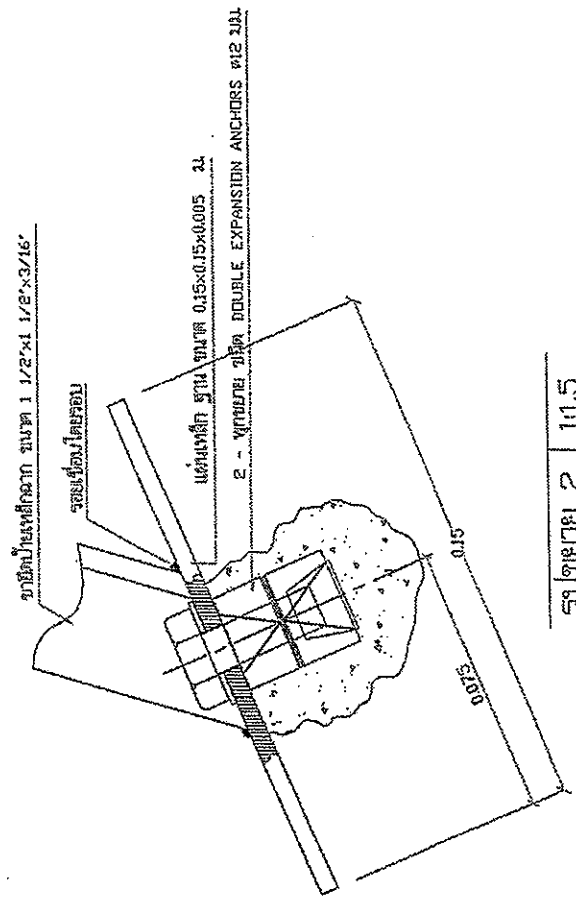 ขายึดป้ายเหล็กฉาก ขนาด 1 1/2"x1 1/2"x3/16"
รอยเชื่อมโดยรอบ
แผ่นเหล็ก ฐาน ขนาด 0.15x0.15x0.005 ม.
2 - พุกขยาย ชนิด DOUBLE EXPANSION ANCHORS ø12 มม.
0.15
0.075
รูปขยาย 2 1:1.5